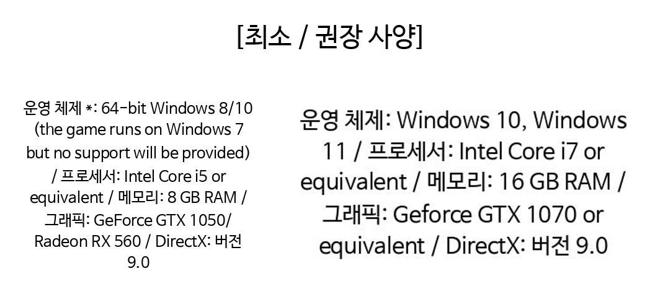 [최소 / 권장 사양]
운영 체제 *: 64-bit Windows 8/10
(the game runs on Windows 7
but no support will be provided)
/ 프로세서: Intel Core i5 or
equivalent / 메모리: 8 GB RAM /
그래픽: GeForce GTX 1050/
Radeon RX 560 / DirectX: 버전
9.0
운영 체제: Windows 10, Windows
11 / 프로세서: Intel Core i7 or
equivalent / 메모리: 16 GB RAM /
그래픽: Geforce GTX 1070 or
equivalent / DirectX: 버전 9.0